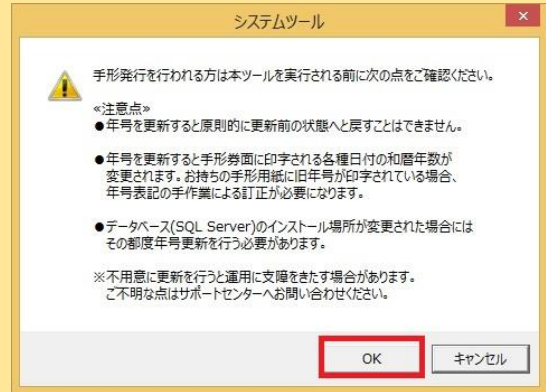 システムツール
手形発行を行われる方は本ツールを実行される前に次の点をご確認ください。
≪注意点≫
●年号を更新すると原則的に更新前の状態へと戻すことはできません。
●年号を更新すると手形券面に印字される各種日付の和暦年数が
変更されます。お持ちの手形用紙に旧年号が印字されている場合、
年号表記の手作業による訂正が必要になります。
●データベース(SQL Server)のインストール場所が変更された場合には
その都度年号更新を行う必要があります。
※不用意に更新を行うと運用に支障をきたす場合があります。
ご不明な点はサポートセンターへお問い合わせください。
OK
キャンセル